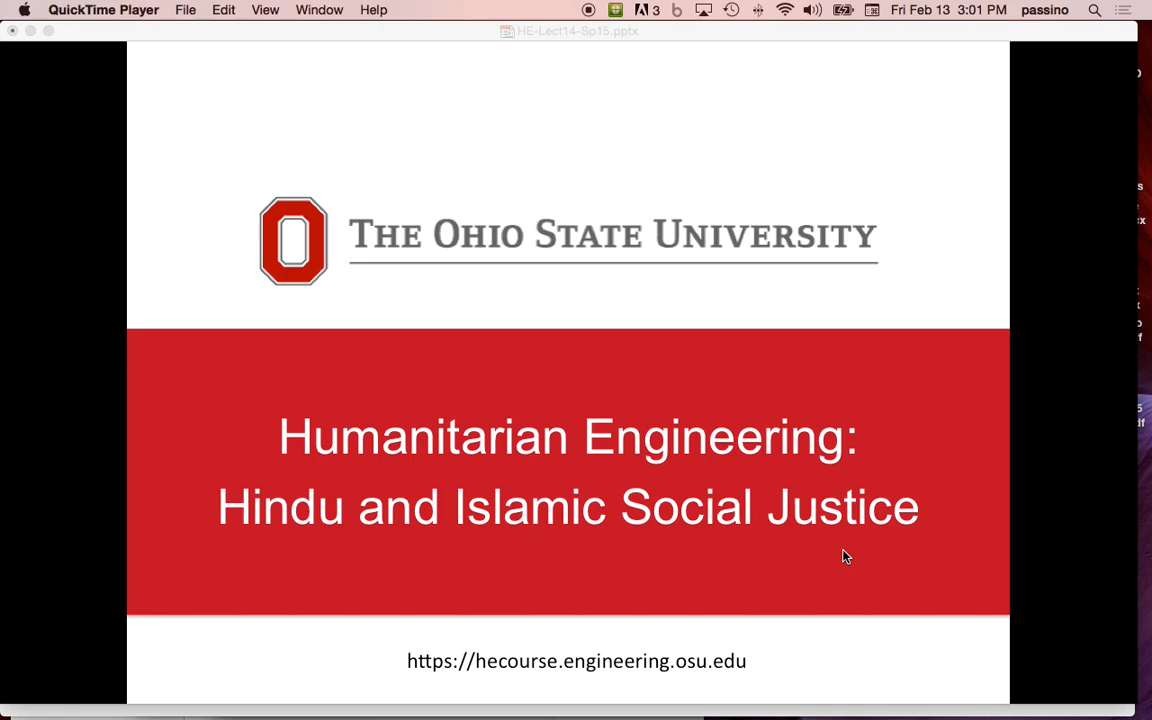 QuickTime Player File Edit View Window Help 3 Fri Feb 13 3:01 PM passino
HE-Lect14-Sp15.pptx
THE OHIO STATE UNIVERSITY
Humanitarian Engineering:
Hindu and Islamic Social Justice
https://hecourse.engineering.osu.edu